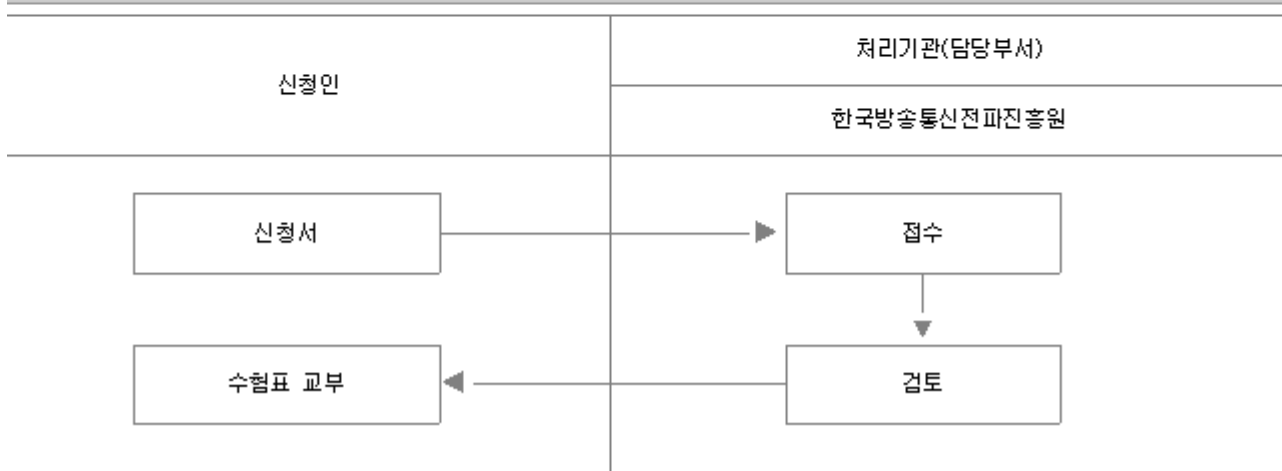 신청인
처리기관(담당부서)
한국방송통신전파진흥원
신청서
접수
수험표 교부
검토